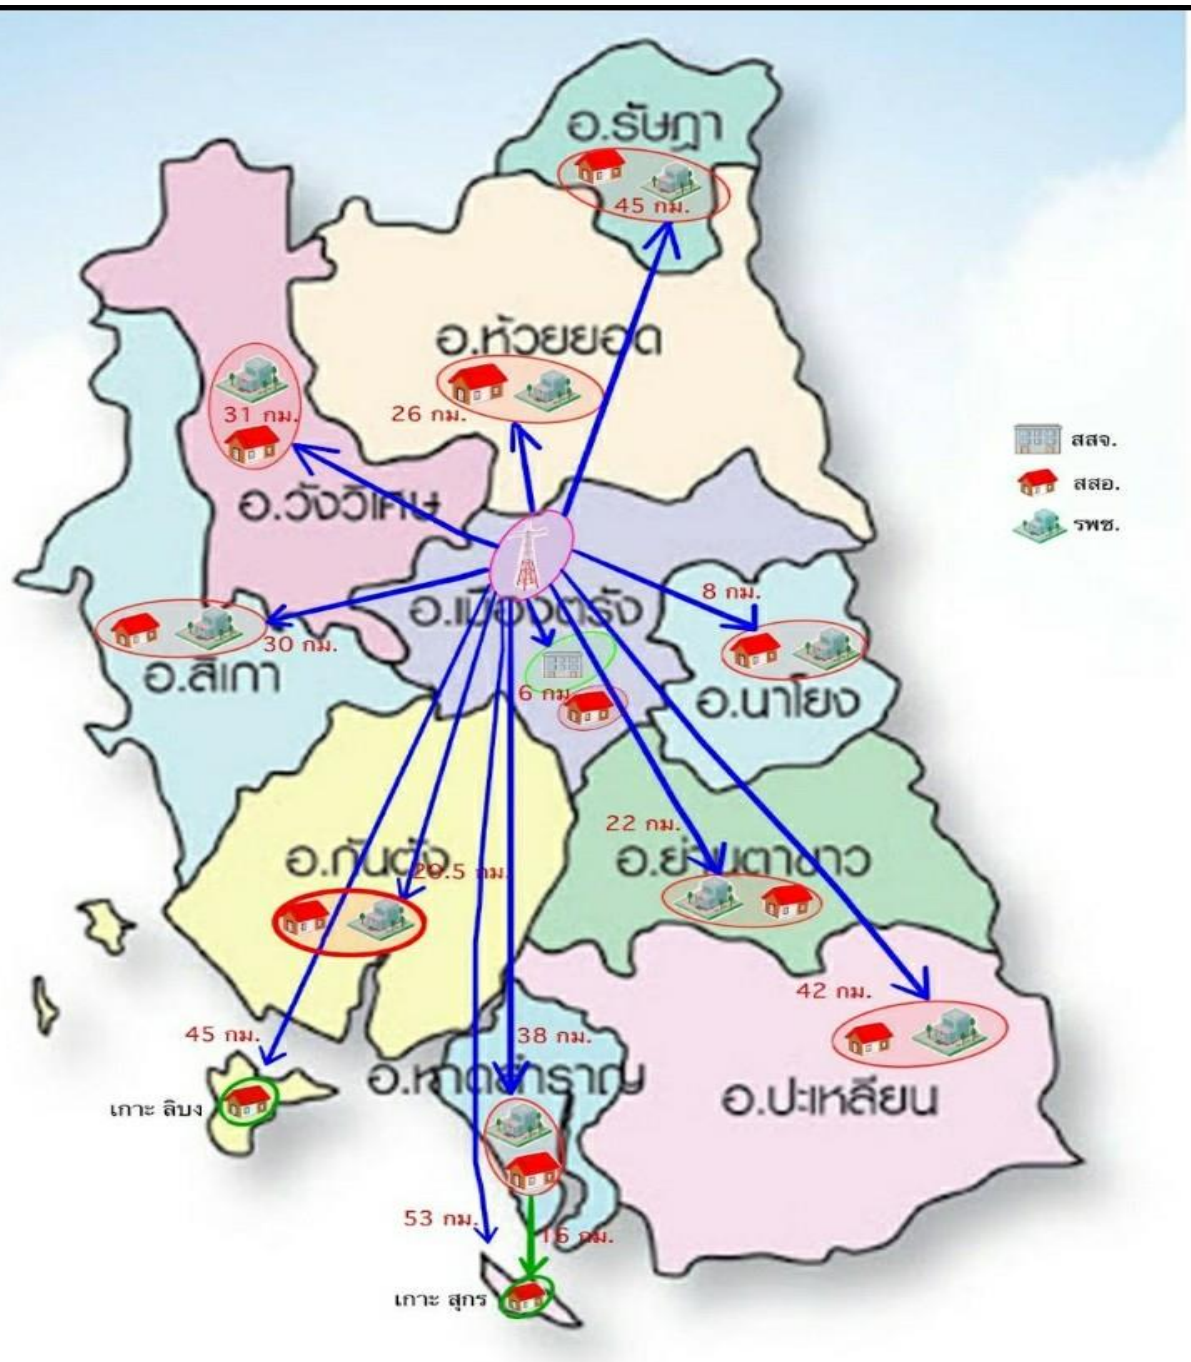 อ.รัษฎา
45 กม.
อ.ห้วยยอด
26 กม.
31 กม.
อ.วังวิเศษ
สสจ.
สสอ.
รพช.
8 กม.
อ.เมืองตรัง
30 กม.
อ.สิเกา
6 กม.
อ.นาโยง
22 กม.
อ.ย่านตาขาว
อ.กันตัง
20.5 กม.
42 กม.
45 กม.
38 กม.
อ.หาดสำราญ
อ.ปะเหลียน
เกาะ ลิบง
53 กม.
16 กม.
เกาะ สุกร